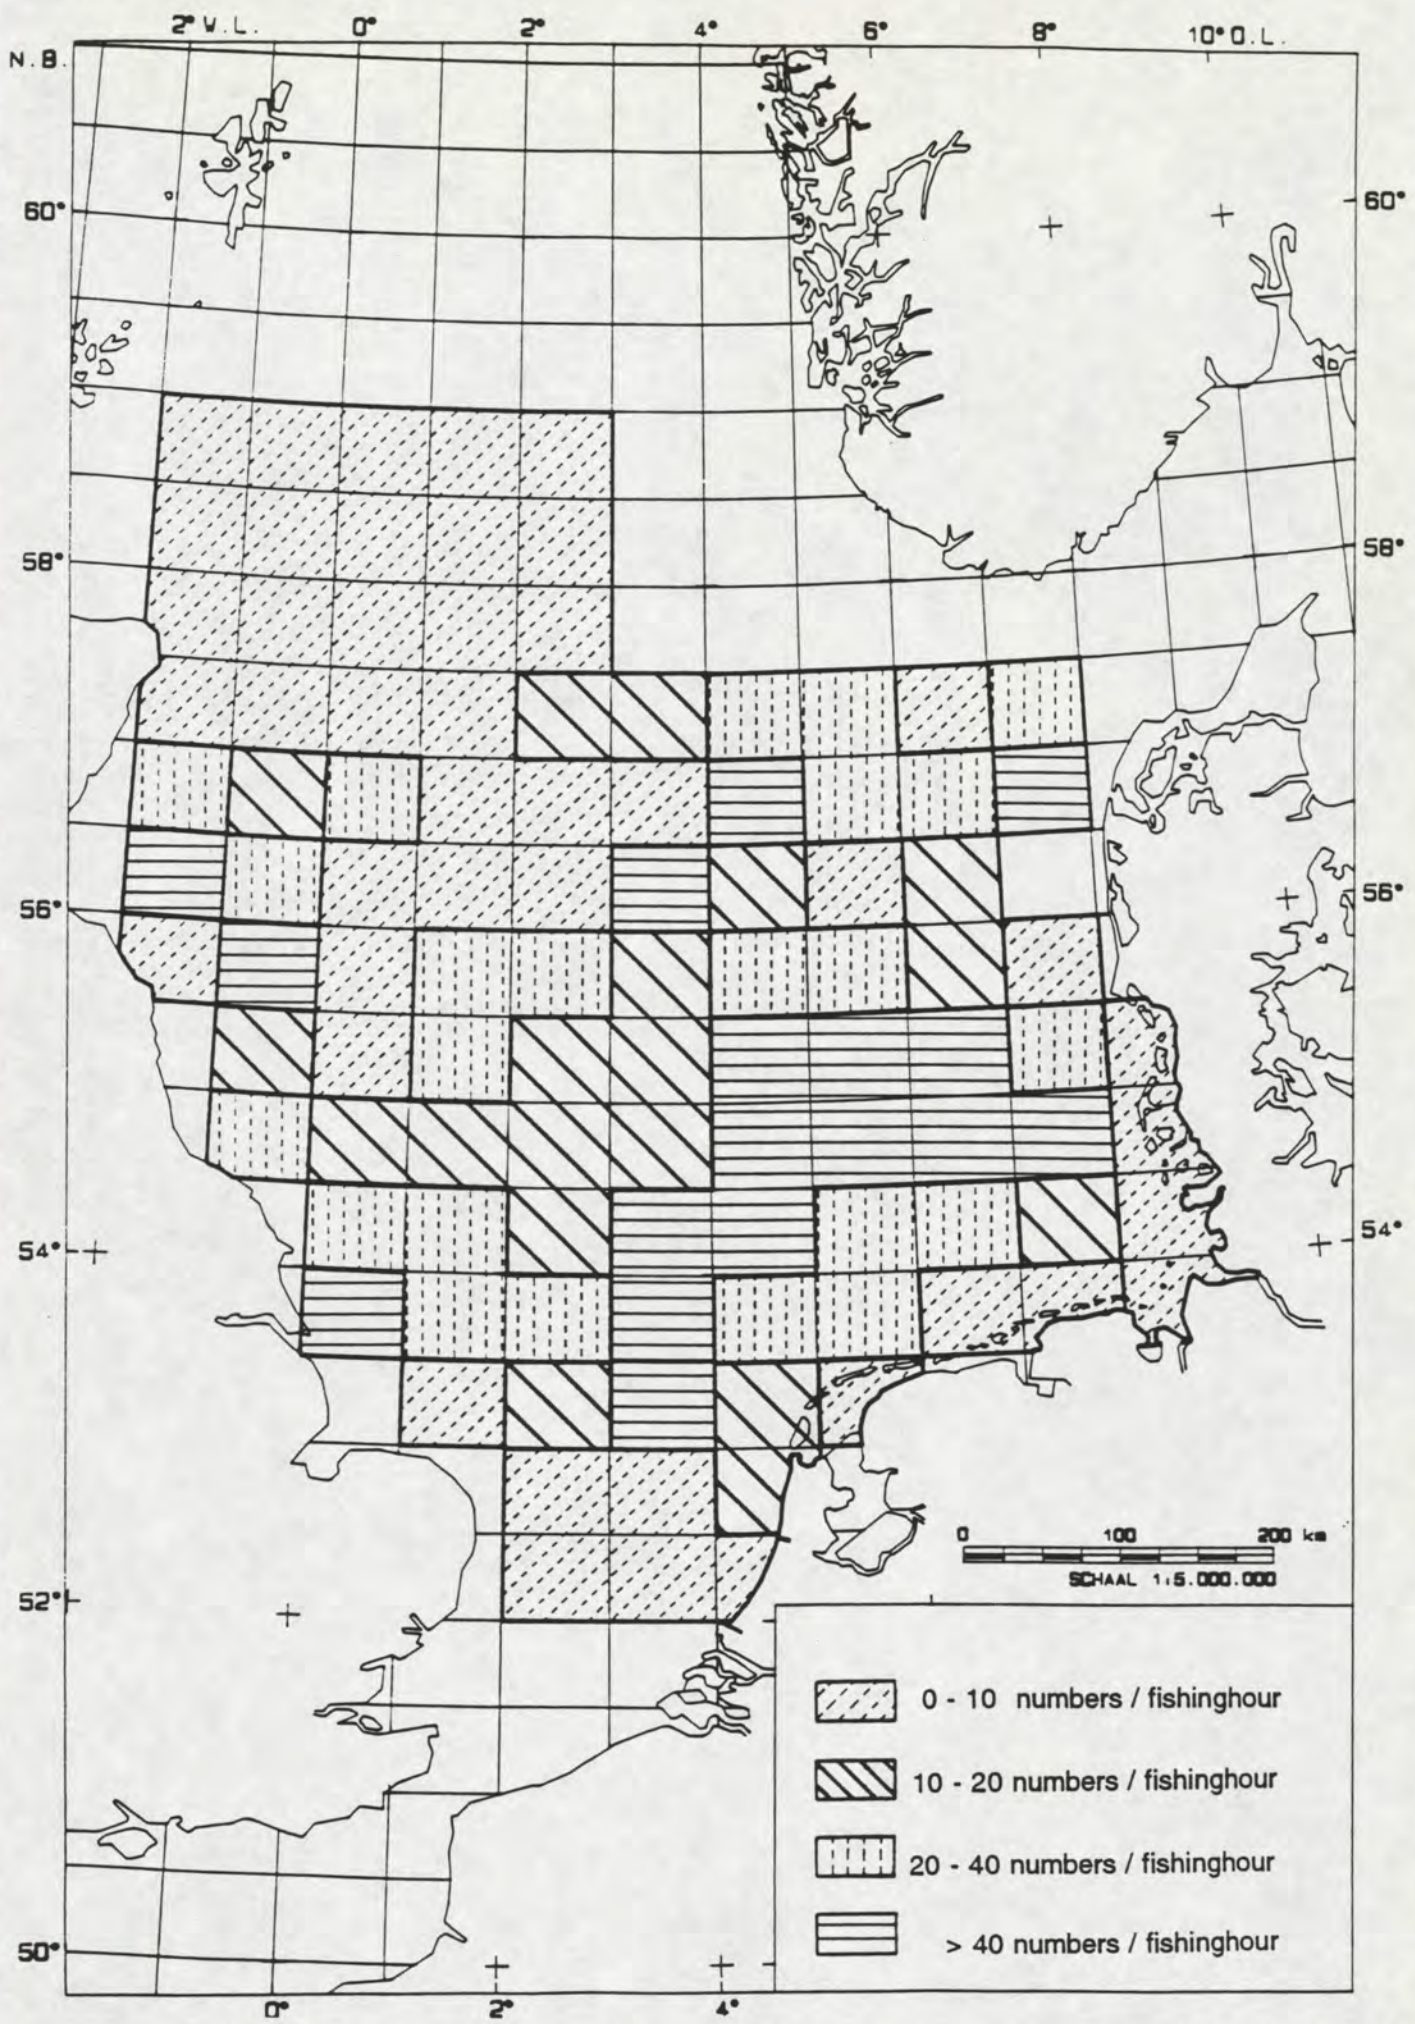 2° W.L. 0° 2° 4° 6° 8° 10° O.L.
N.B.
60° 60°
58° 58°
56° 56°
54° 54°
0 100 200 km
SCHAAL 1:5.000.000
52°
0 - 10 numbers / fishinghour
10 - 20 numbers / fishinghour
20 - 40 numbers / fishinghour
> 40 numbers / fishinghour
50°
0° 2° 4°